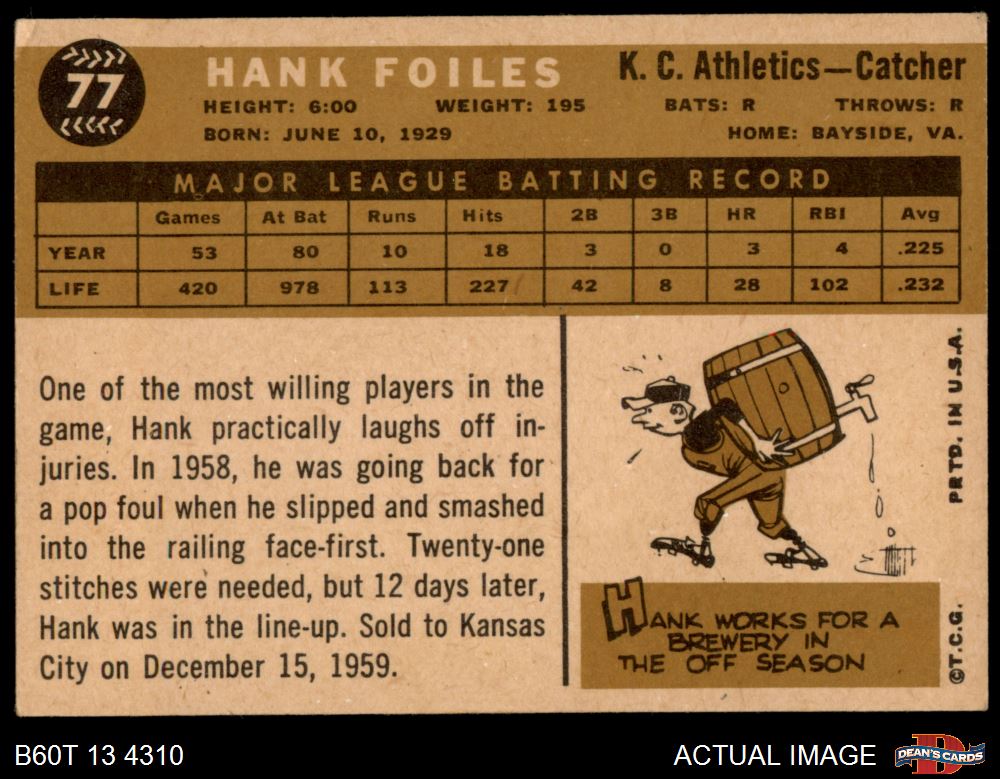 77
HANK FOILES
K. C. Athletics—Catcher
HEIGHT: 6:00 WEIGHT: 195 BATS: R THROWS: R
BORN: JUNE 10, 1929 HOME: BAYSIDE, VA.
MAJOR LEAGUE BATTING RECORD
Games At Bat Runs Hits 2B 3B HR RBI Avg
YEAR 53 80 10 18 3 0 3 4 .225
LIFE 420 978 113 227 42 8 28 102 .232
One of the most willing players in the
game, Hank practically laughs off in-
juries. In 1958, he was going back for
a pop foul when he slipped and smashed
into the railing face-first. Twenty-one
stitches were needed, but 12 days later,
Hank was in the line-up. Sold to Kansas
City on December 15, 1959.
HANK WORKS FOR A
BREWERY IN
THE OFF SEASON
©T.C.G. PRTD. IN U.S.A.
B60T 13 4310
ACTUAL IMAGE
DEAN'S CARDS